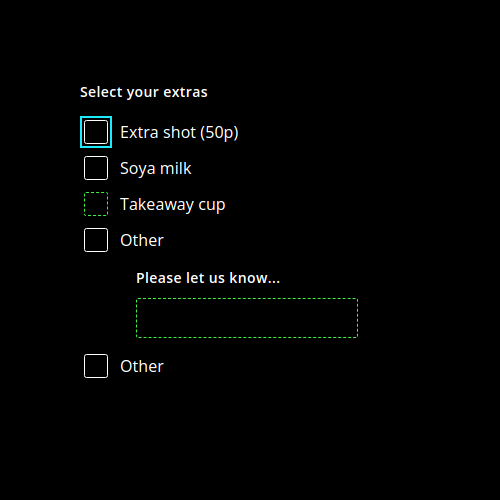 Select your extras
Extra shot (50p)
Soya milk
Takeaway cup
Other
Please let us know...
Other